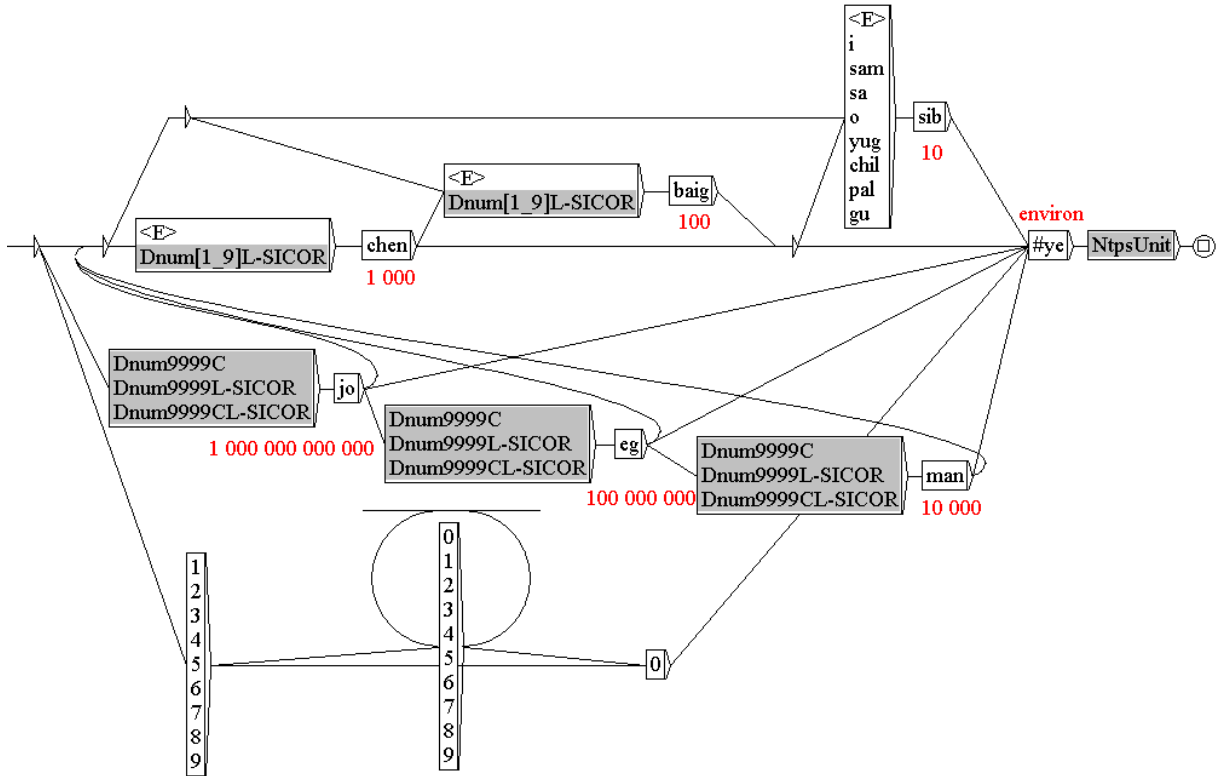 <E>
i
sam
sa
o
yug
chil
pal
gu
sib
10
<E>
Dnum[1_9]L-SICOR
baig
100
<E>
Dnum[1_9]L-SICOR
chen
1 000
environ
#ye
NtpsUnit
Dnum9999C
Dnum9999L-SICOR
Dnum9999CL-SICOR
jo
1 000 000 000 000
Dnum9999C
Dnum9999L-SICOR
Dnum9999CL-SICOR
eg
100 000 000
Dnum9999C
Dnum9999L-SICOR
Dnum9999CL-SICOR
man
10 000
1
2
3
4
5
6
7
8
9
0
1
2
3
4
5
6
7
8
9
0